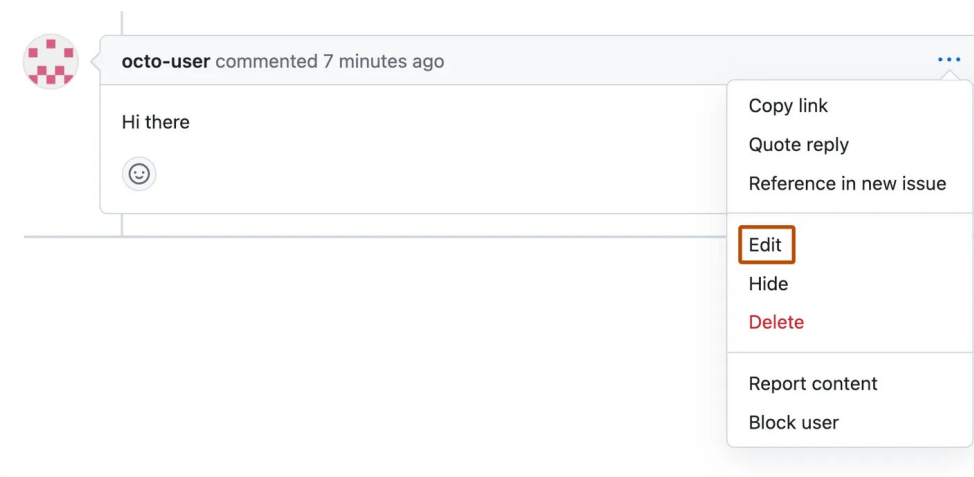 octo-user commented 7 minutes ago
Hi there
Copy link
Quote reply
Reference in new issue
Edit
Hide
Delete
Report content
Block user